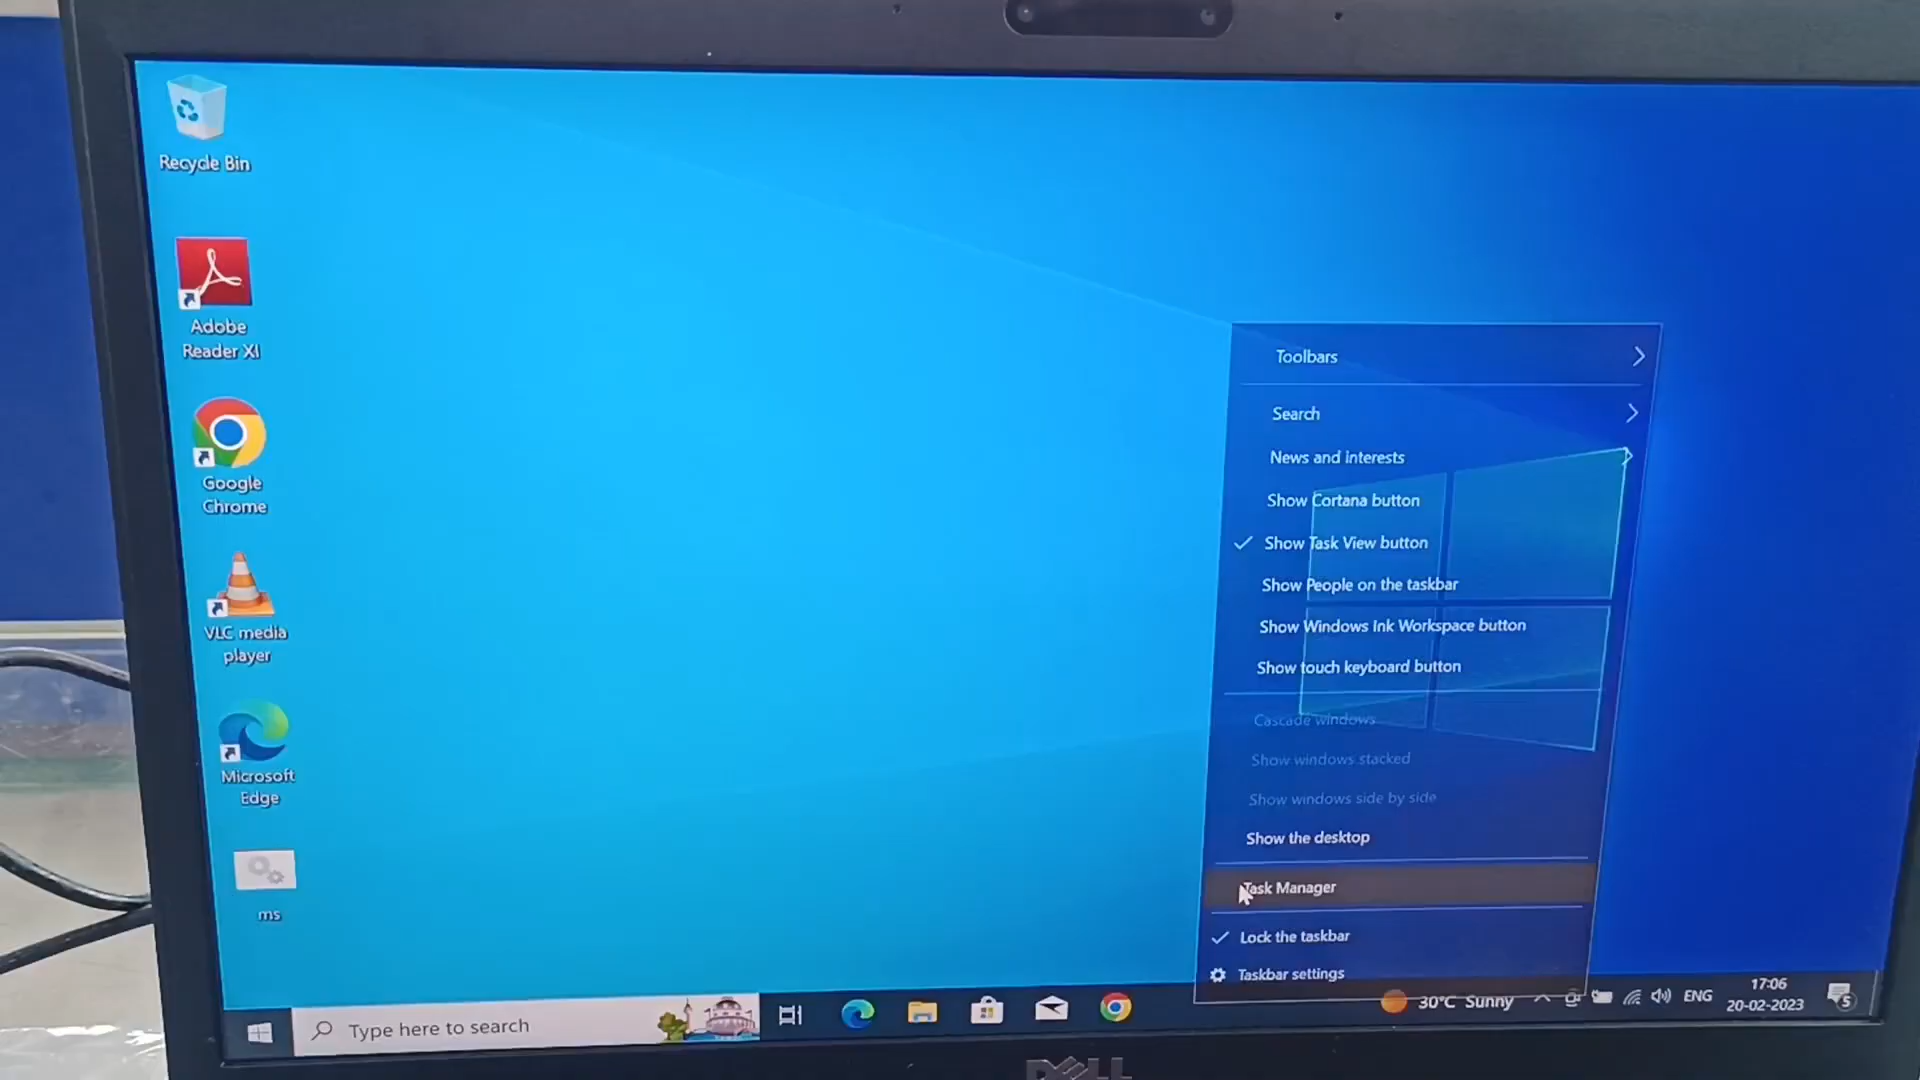 Recycle Bin
Adobe
Reader XI
Google
Chrome
VLC media
player
Microsoft
Edge
ms
Toolbars
Search
News and interests
Show Cortana button
Show Task View button
Show People on the taskbar
Show Windows Ink Workspace button
Show touch keyboard button
Cascade windows
Show windows stacked
Show windows side by side
Show the desktop
Task Manager
Lock the taskbar
Taskbar settings
Type here to search
30°C Sunny
ENG
17:06
20-02-2023
5
DELL